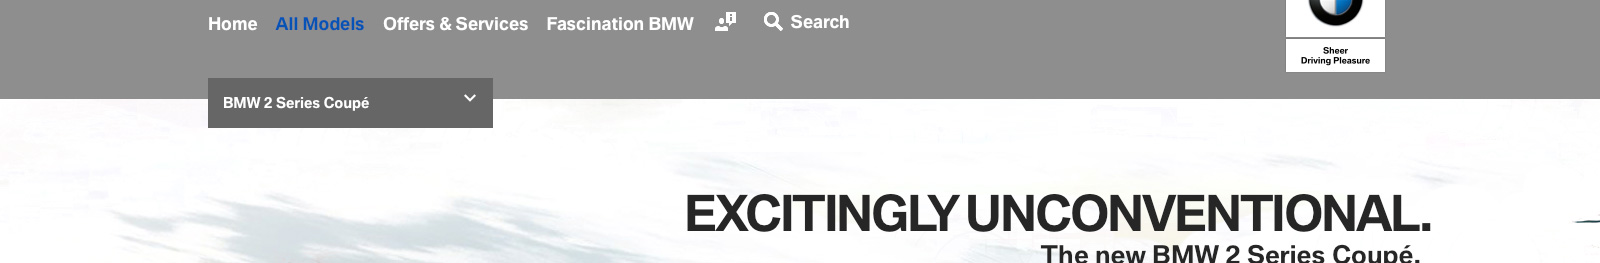 Home All Models Offers & Services Fascination BMW Search
Sheer
Driving Pleasure
BMW 2 Series Coupé
EXCITINGLY UNCONVENTIONAL.
The new BMW 2 Series Coupé.